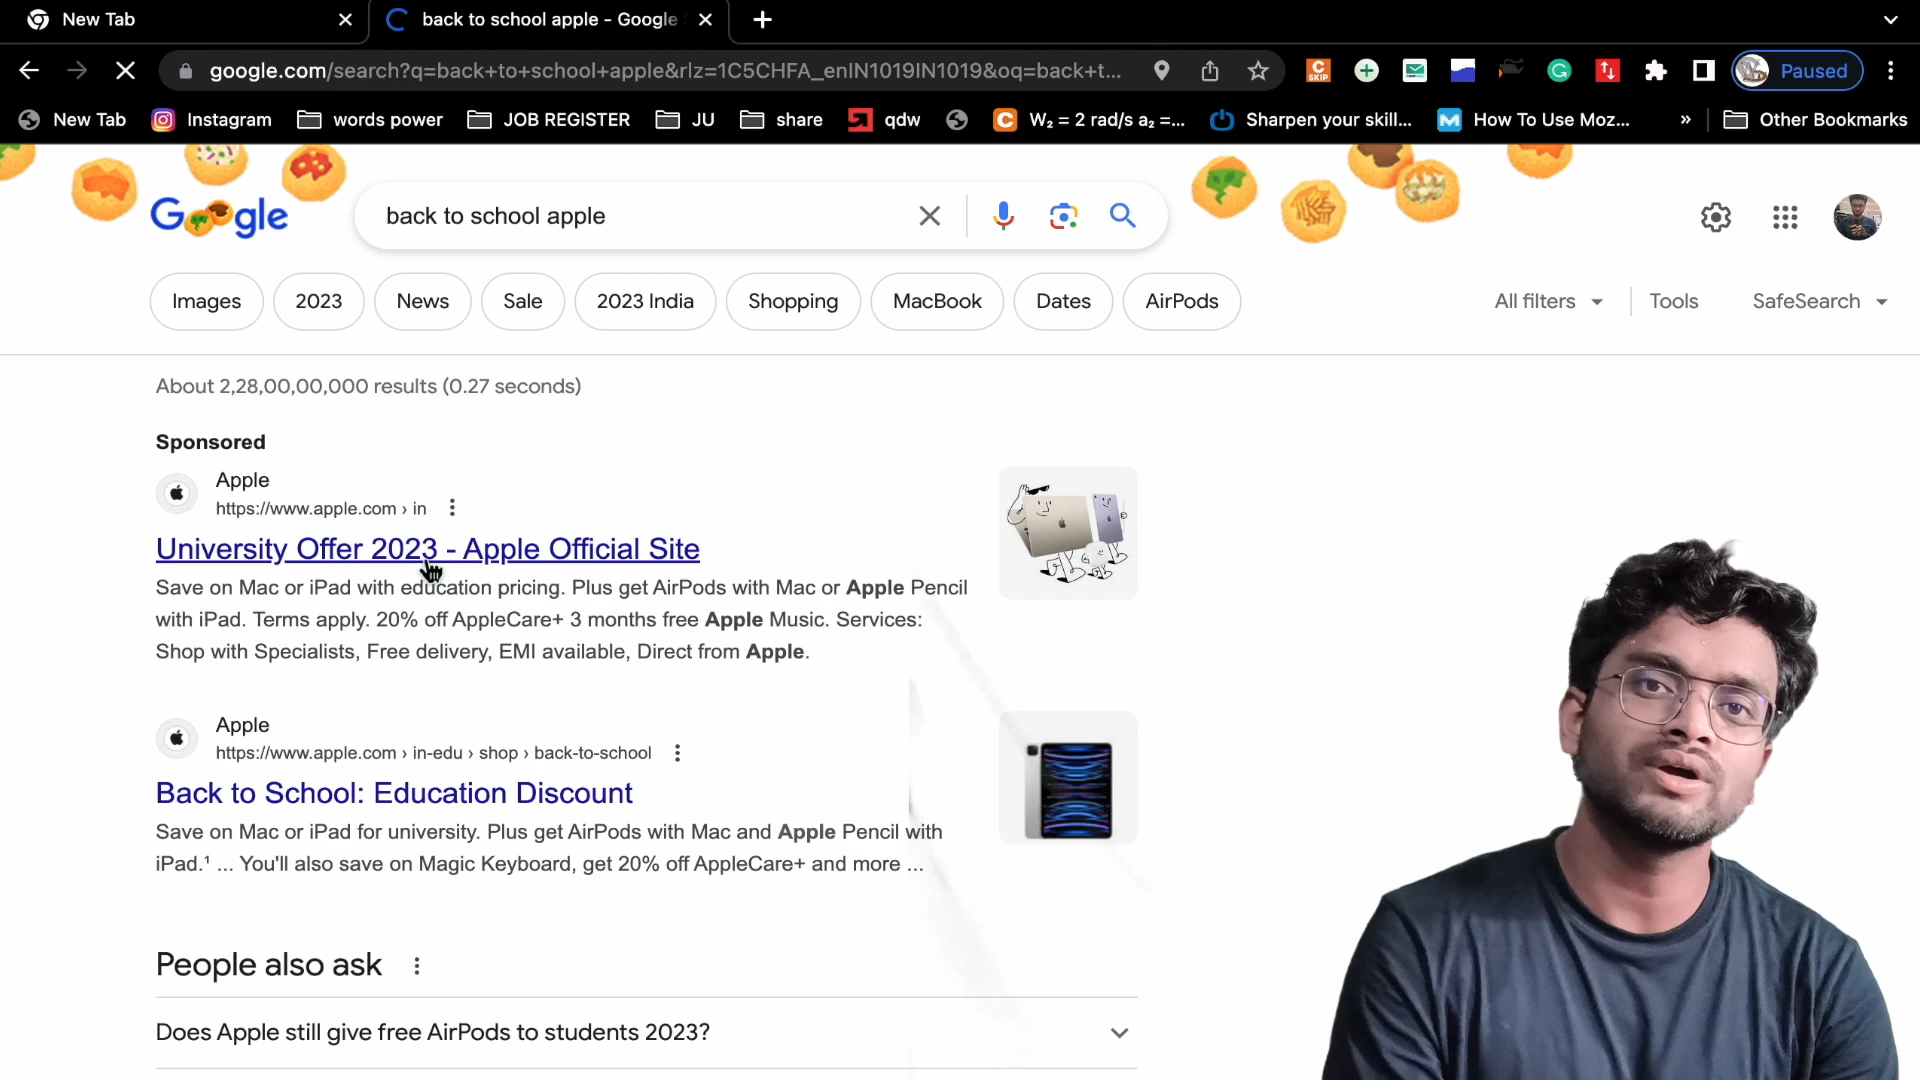 New Tab
back to school apple - Google
google.com/search?q=back+to+school+apple&rlz=1C5CHFA_enIN1019IN1019&oq=back+t...
C SKIP
Paused
New Tab
Instagram
words power
JOB REGISTER
JU
share
qdw
W₂ = 2 rad/s a₂ =...
Sharpen your skill...
How To Use Moz...
»
Other Bookmarks
Google
back to school apple
Images
2023
News
Sale
2023 India
Shopping
MacBook
Dates
AirPods
All filters
Tools
SafeSearch
About 2,28,00,00,000 results (0.27 seconds)
Sponsored
Apple
https://www.apple.com › in
University Offer 2023 - Apple Official Site
Save on Mac or iPad with education pricing. Plus get AirPods with Mac or Apple Pencil
with iPad. Terms apply. 20% off AppleCare+ 3 months free Apple Music. Services:
Shop with Specialists, Free delivery, EMI available, Direct from Apple.
Apple
https://www.apple.com › in-edu › shop › back-to-school
Back to School: Education Discount
Save on Mac or iPad for university. Plus get AirPods with Mac and Apple Pencil with
iPad.¹ ... You'll also save on Magic Keyboard, get 20% off AppleCare+ and more ...
People also ask
Does Apple still give free AirPods to students 2023?